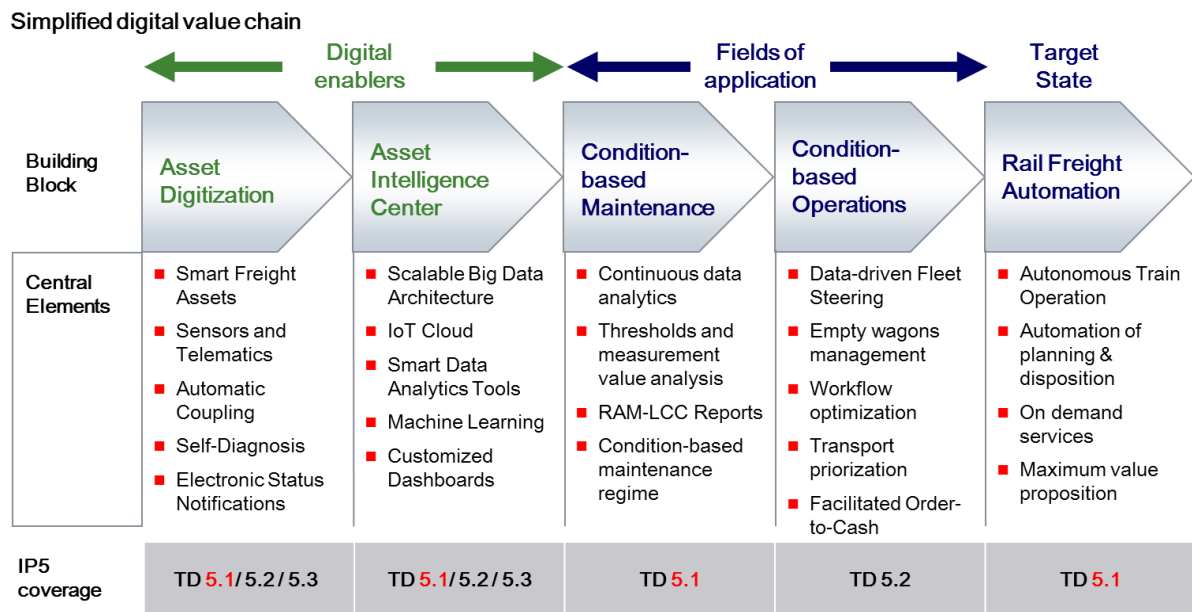 Simplified digital value chain
Digital
enablers
Fields of
application
Target
State
Building
Block
Asset
Digitization
Asset
Intelligence
Center
Condition-
based
Maintenance
Condition-
based
Operations
Rail Freight
Automation
Central
Elements
Smart Freight
Assets
Sensors and
Telematics
Automatic
Coupling
Self-Diagnosis
Electronic Status
Notifications
Scalable Big Data
Architecture
IoT Cloud
Smart Data
Analytics Tools
Machine Learning
Customized
Dashboards
Continuous data
analytics
Thresholds and
measurement
value analysis
RAM-LCC Reports
Condition-based
maintenance
regime
Data-driven Fleet
Steering
Empty wagons
management
Workflow
optimization
Transport
priorization
Facilitated Order-
to-Cash
Autonomous Train
Operation
Automation of
planning &
disposition
On demand
services
Maximum value
proposition
IP5
coverage
TD 5.1/ 5.2 / 5.3
TD 5.1/ 5.2 / 5.3
TD 5.1
TD 5.2
TD 5.1